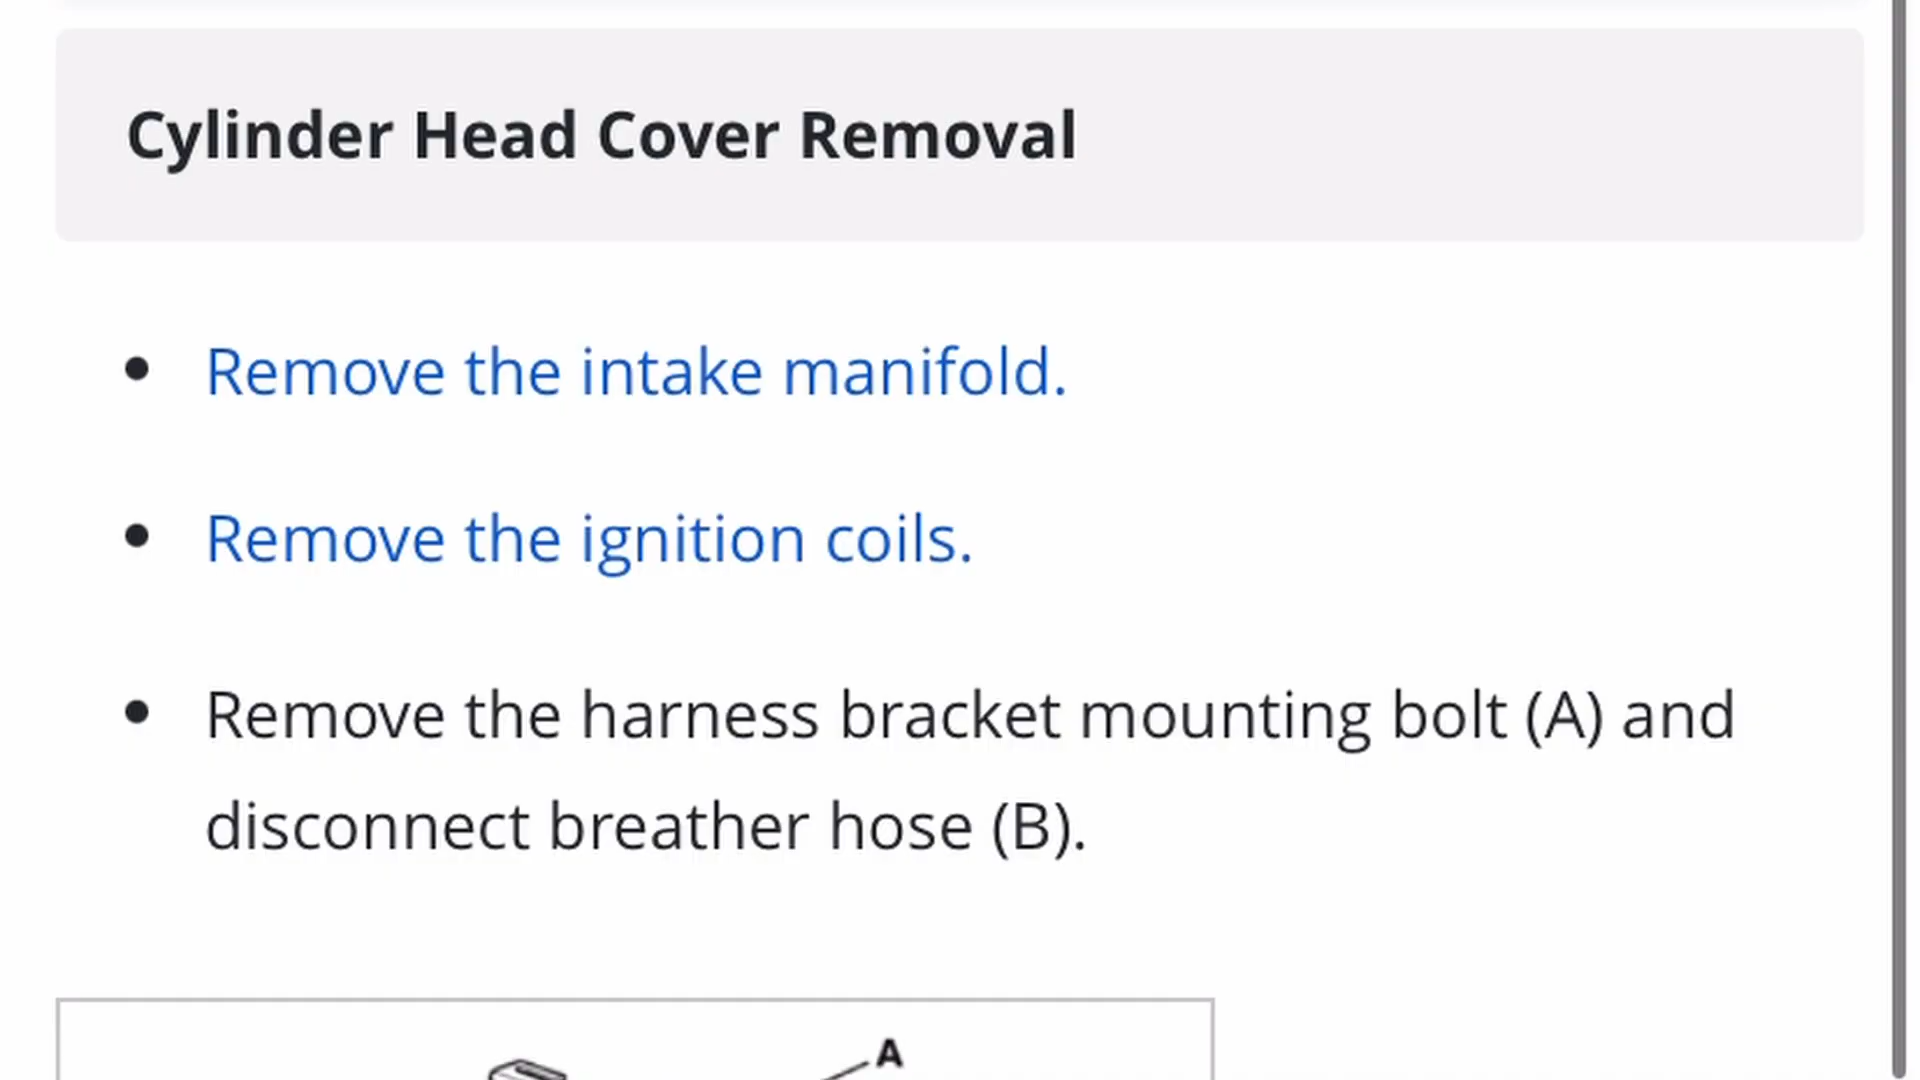 Cylinder Head Cover Removal
• Remove the intake manifold.
• Remove the ignition coils.
• Remove the harness bracket mounting bolt (A) and
disconnect breather hose (B).
A